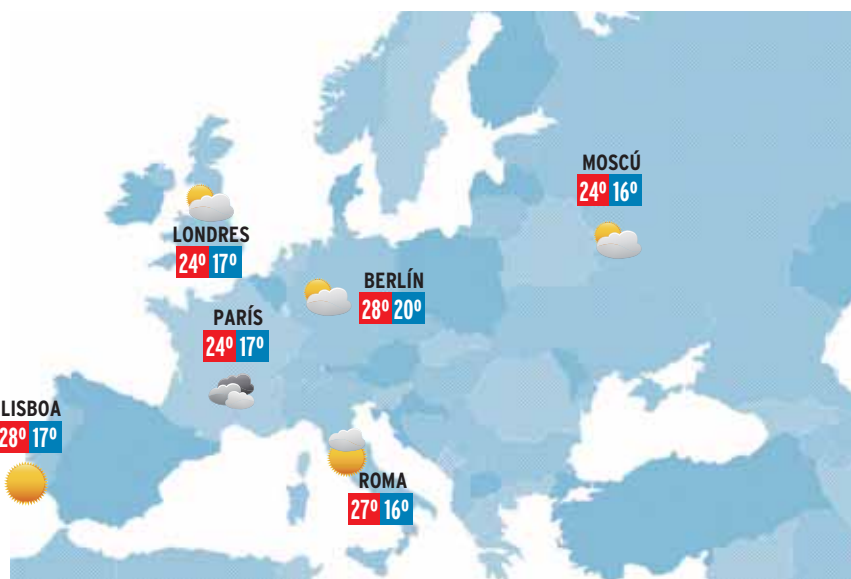 MOSCÚ
24º 16º
LONDRES
24º 17º
BERLÍN
28º 20º
PARÍS
24º 17º
LISBOA
28º 17º
ROMA
27º 16º